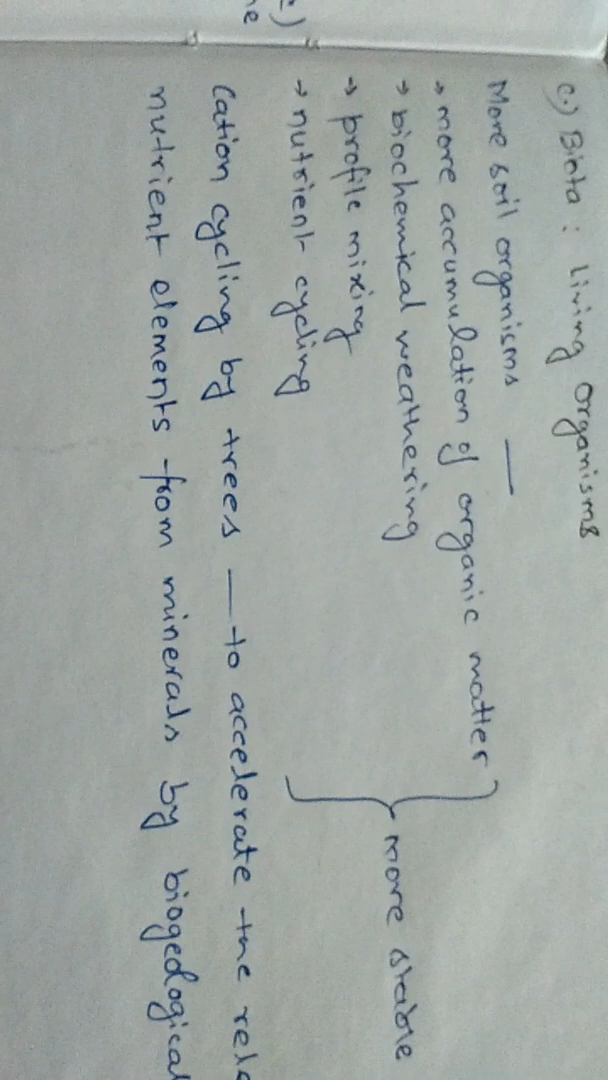 c.) Biota : Living organisms
More soil organisms —
→ more accumulation of organic matter
→ biochemical weathering
→ profile mixing
→ nutrient cycling
more stable
Cation cycling by trees — to accelerate the rele
nutrient elements from minerals by biogeological